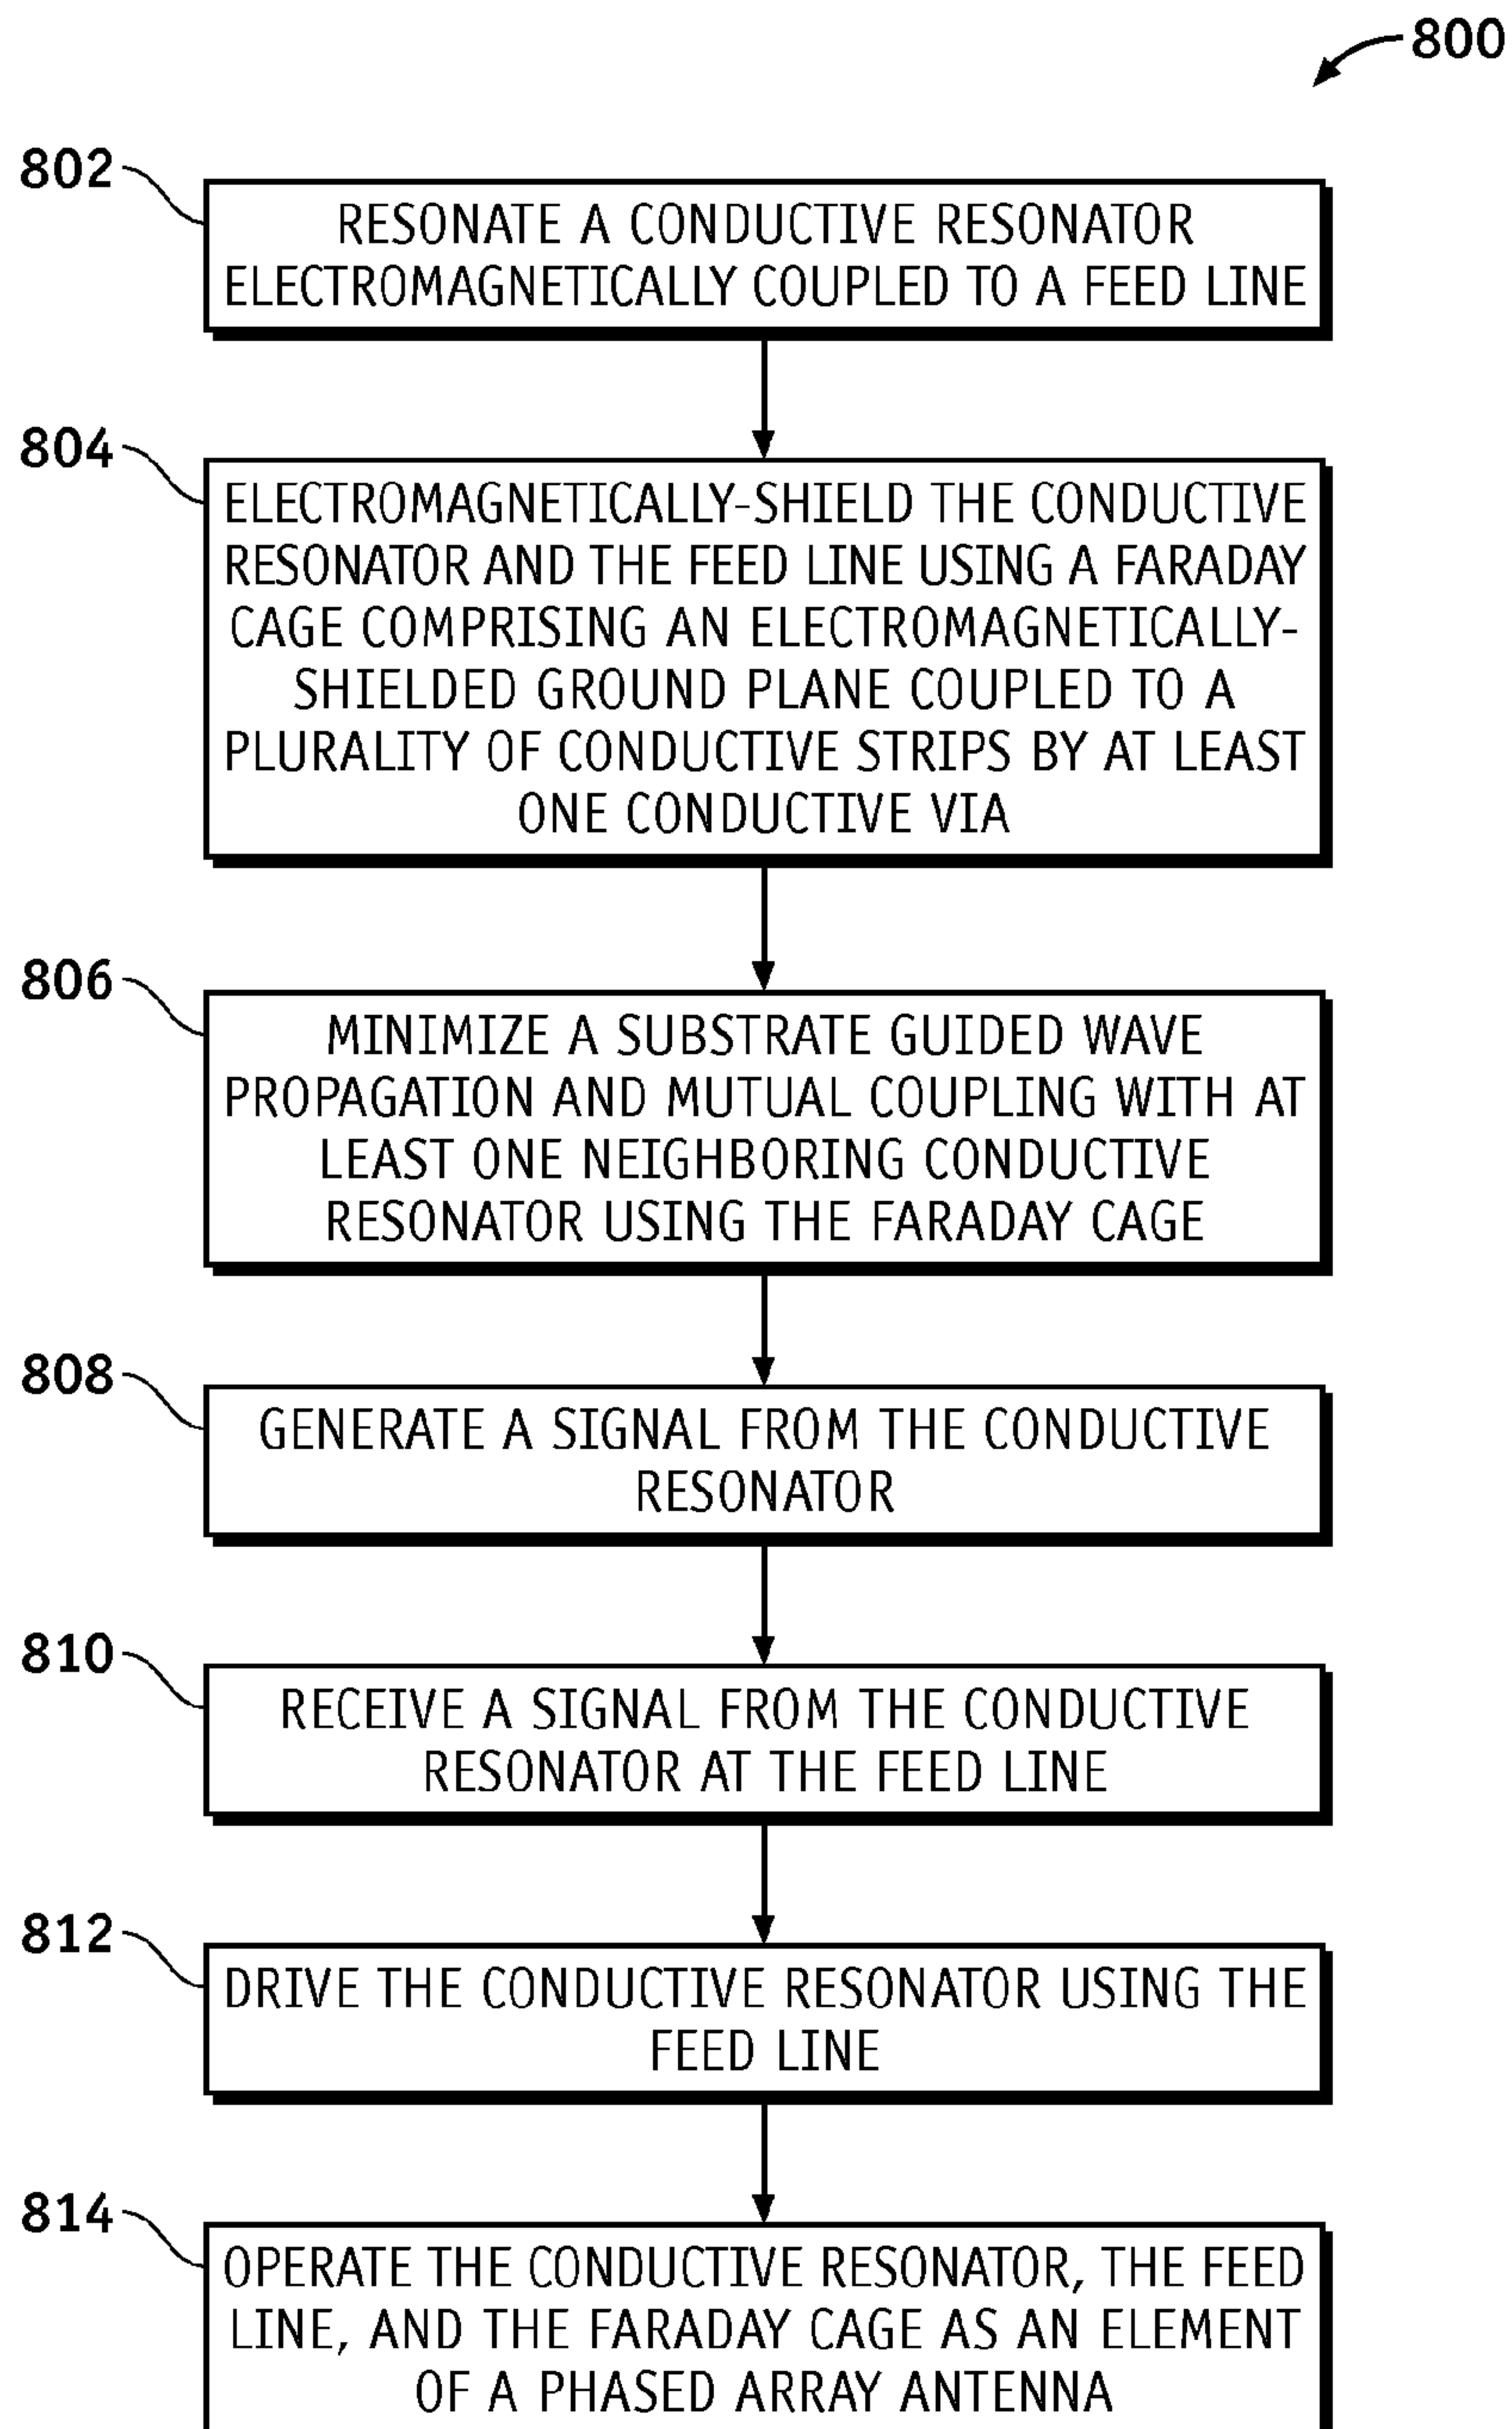 800
802
RESONATE A CONDUCTIVE RESONATOR
ELECTROMAGNETICALLY COUPLED TO A FEED LINE
804
ELECTROMAGNETICALLY-SHIELD THE CONDUCTIVE
RESONATOR AND THE FEED LINE USING A FARADAY
CAGE COMPRISING AN ELECTROMAGNETICALLY-
SHIELDED GROUND PLANE COUPLED TO A
PLURALITY OF CONDUCTIVE STRIPS BY AT LEAST
ONE CONDUCTIVE VIA
806
MINIMIZE A SUBSTRATE GUIDED WAVE
PROPAGATION AND MUTUAL COUPLING WITH AT
LEAST ONE NEIGHBORING CONDUCTIVE
RESONATOR USING THE FARADAY CAGE
808
GENERATE A SIGNAL FROM THE CONDUCTIVE
RESONATOR
810
RECEIVE A SIGNAL FROM THE CONDUCTIVE
RESONATOR AT THE FEED LINE
812
DRIVE THE CONDUCTIVE RESONATOR USING THE
FEED LINE
814
OPERATE THE CONDUCTIVE RESONATOR, THE FEED
LINE, AND THE FARADAY CAGE AS AN ELEMENT
OF A PHASED ARRAY ANTENNA